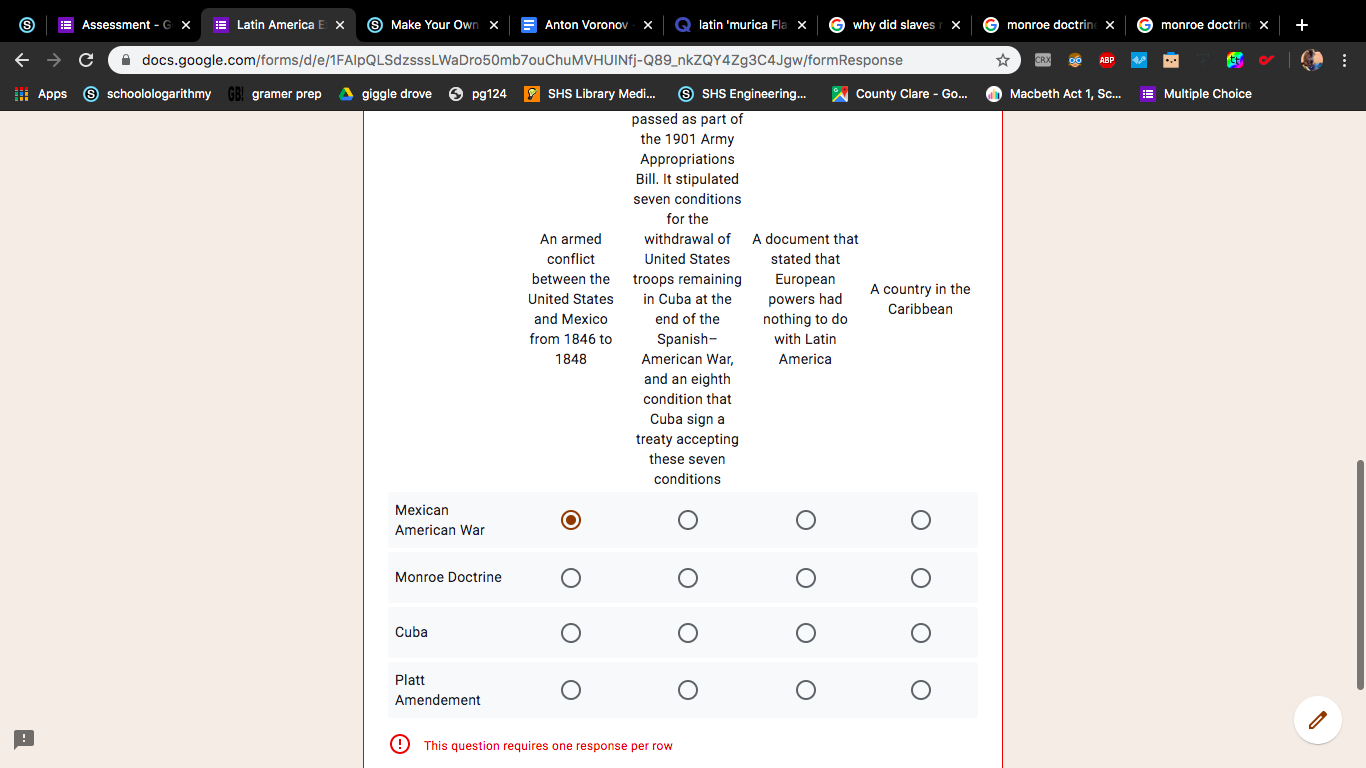 Assessment - G
Latin America E
Make Your Own
Anton Voronov -
latin 'murica Fla
why did slaves r
monroe doctrine
monroe doctrine
docs.google.com/forms/d/e/1FAIpQLSdzsssLWaDro50mb7ouChuMVHUINfj-Q89_nkZQY4Zg3C4Jgw/formResponse
CRX
ABP
Apps
schoolologarithmy
GB!
gramer prep
giggle drove
pg124
SHS Library Medi...
SHS Engineering...
County Clare - Go...
Macbeth Act 1, Sc...
Multiple Choice
An armed
conflict
between the
United States
and Mexico
from 1846 to
1848
passed as part of
the 1901 Army
Appropriations
Bill. It stipulated
seven conditions
for the
withdrawal of
United States
troops remaining
in Cuba at the
end of the
Spanish–
American War,
and an eighth
condition that
Cuba sign a
treaty accepting
these seven
conditions
A document that
stated that
European
powers had
nothing to do
with Latin
America
A country in the
Caribbean
Mexican
American War
Monroe Doctrine
Cuba
Platt
Amendement
This question requires one response per row